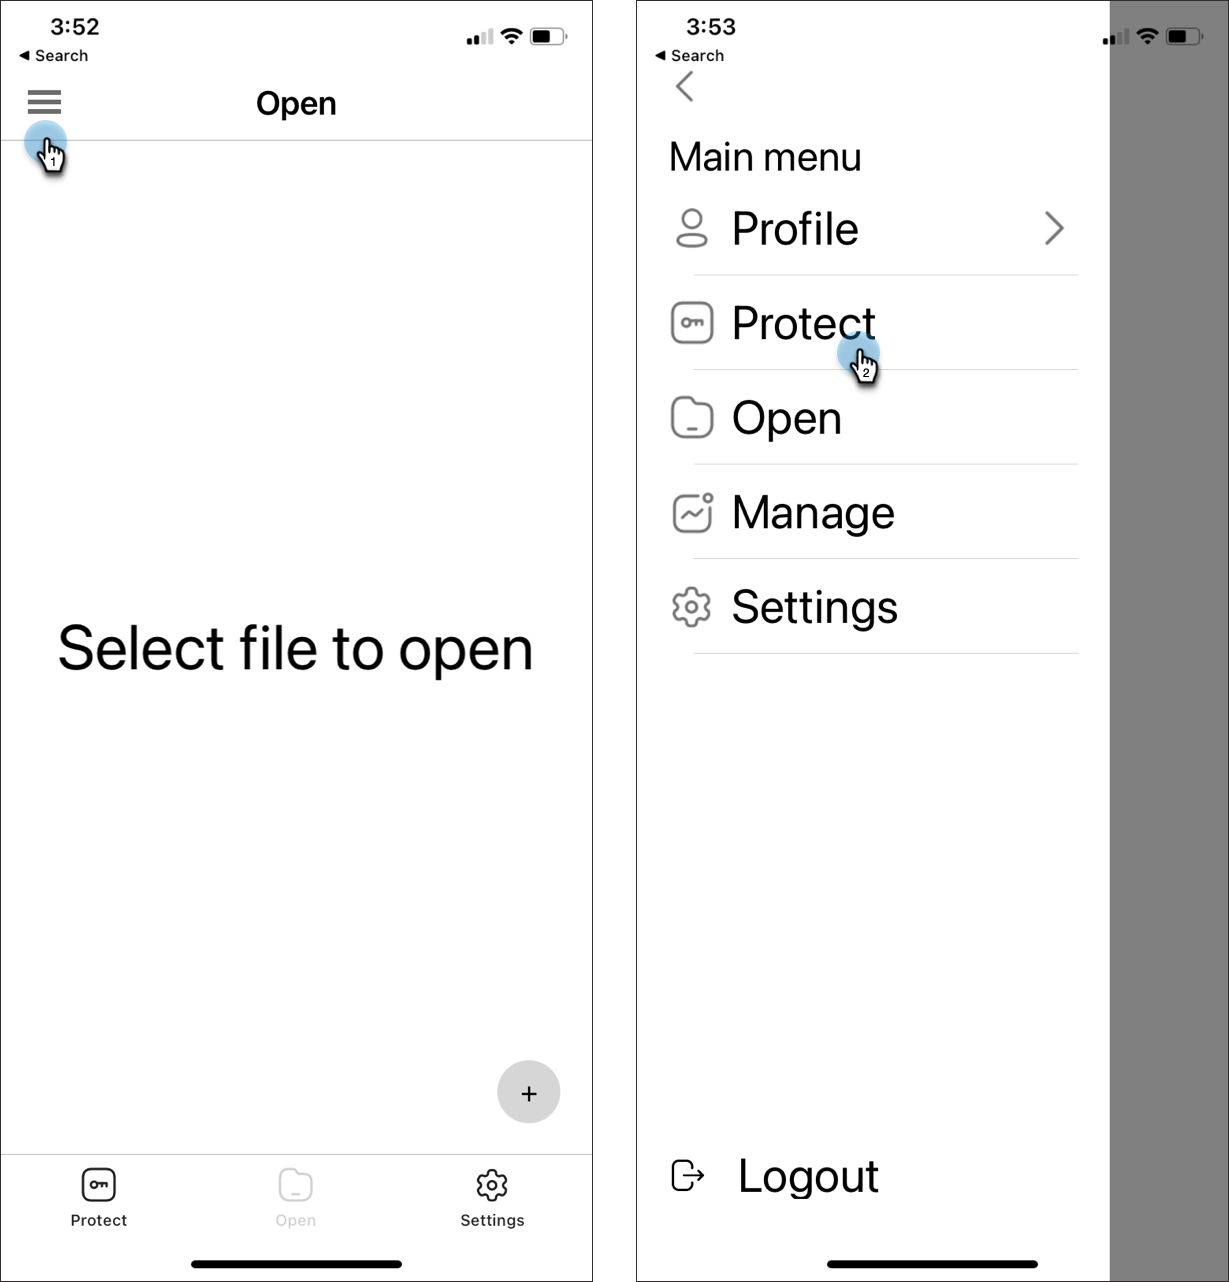 3:52
◀ Search
Open
1
Select file to open
+
Protect
Open
Settings
3:53
◀ Search
Main menu
Profile
Protect
2
Open
Manage
Settings
Logout